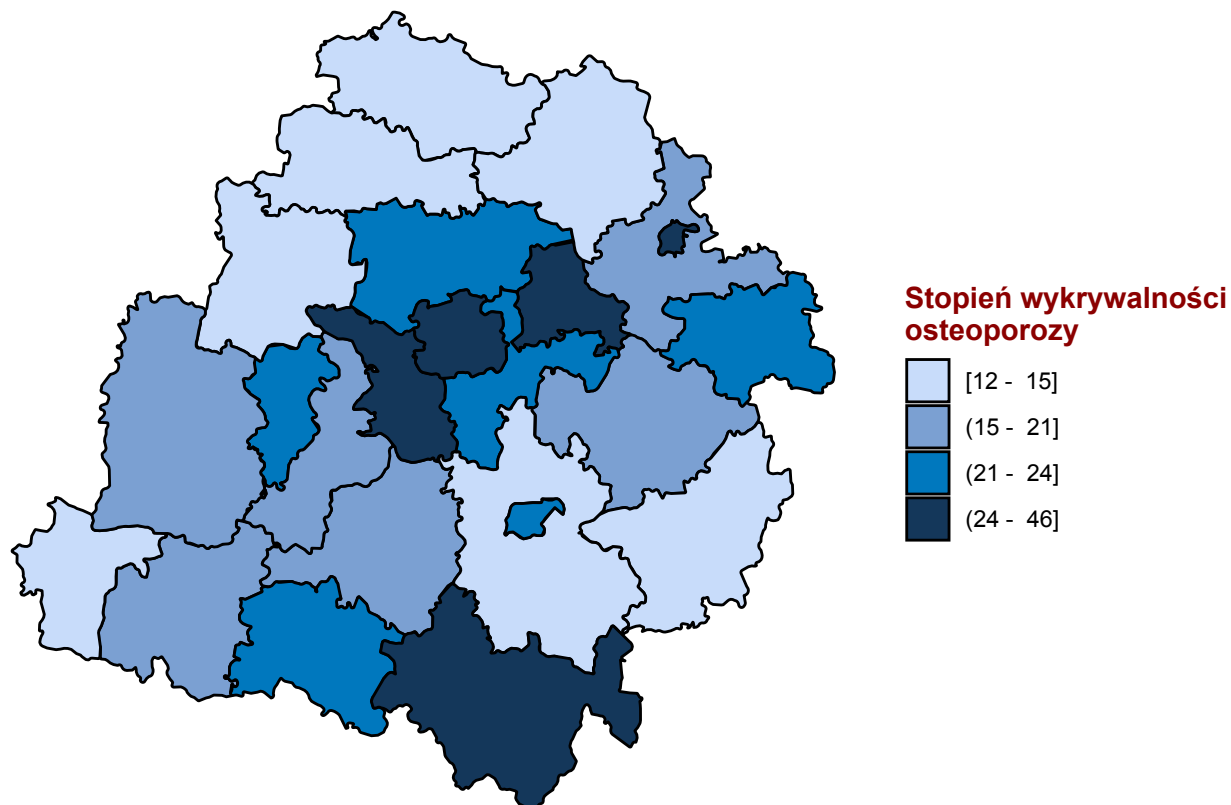 Stopień wykrywalności
osteoporozy
[12 - 15]
(15 - 21]
(21 - 24]
(24 - 46]